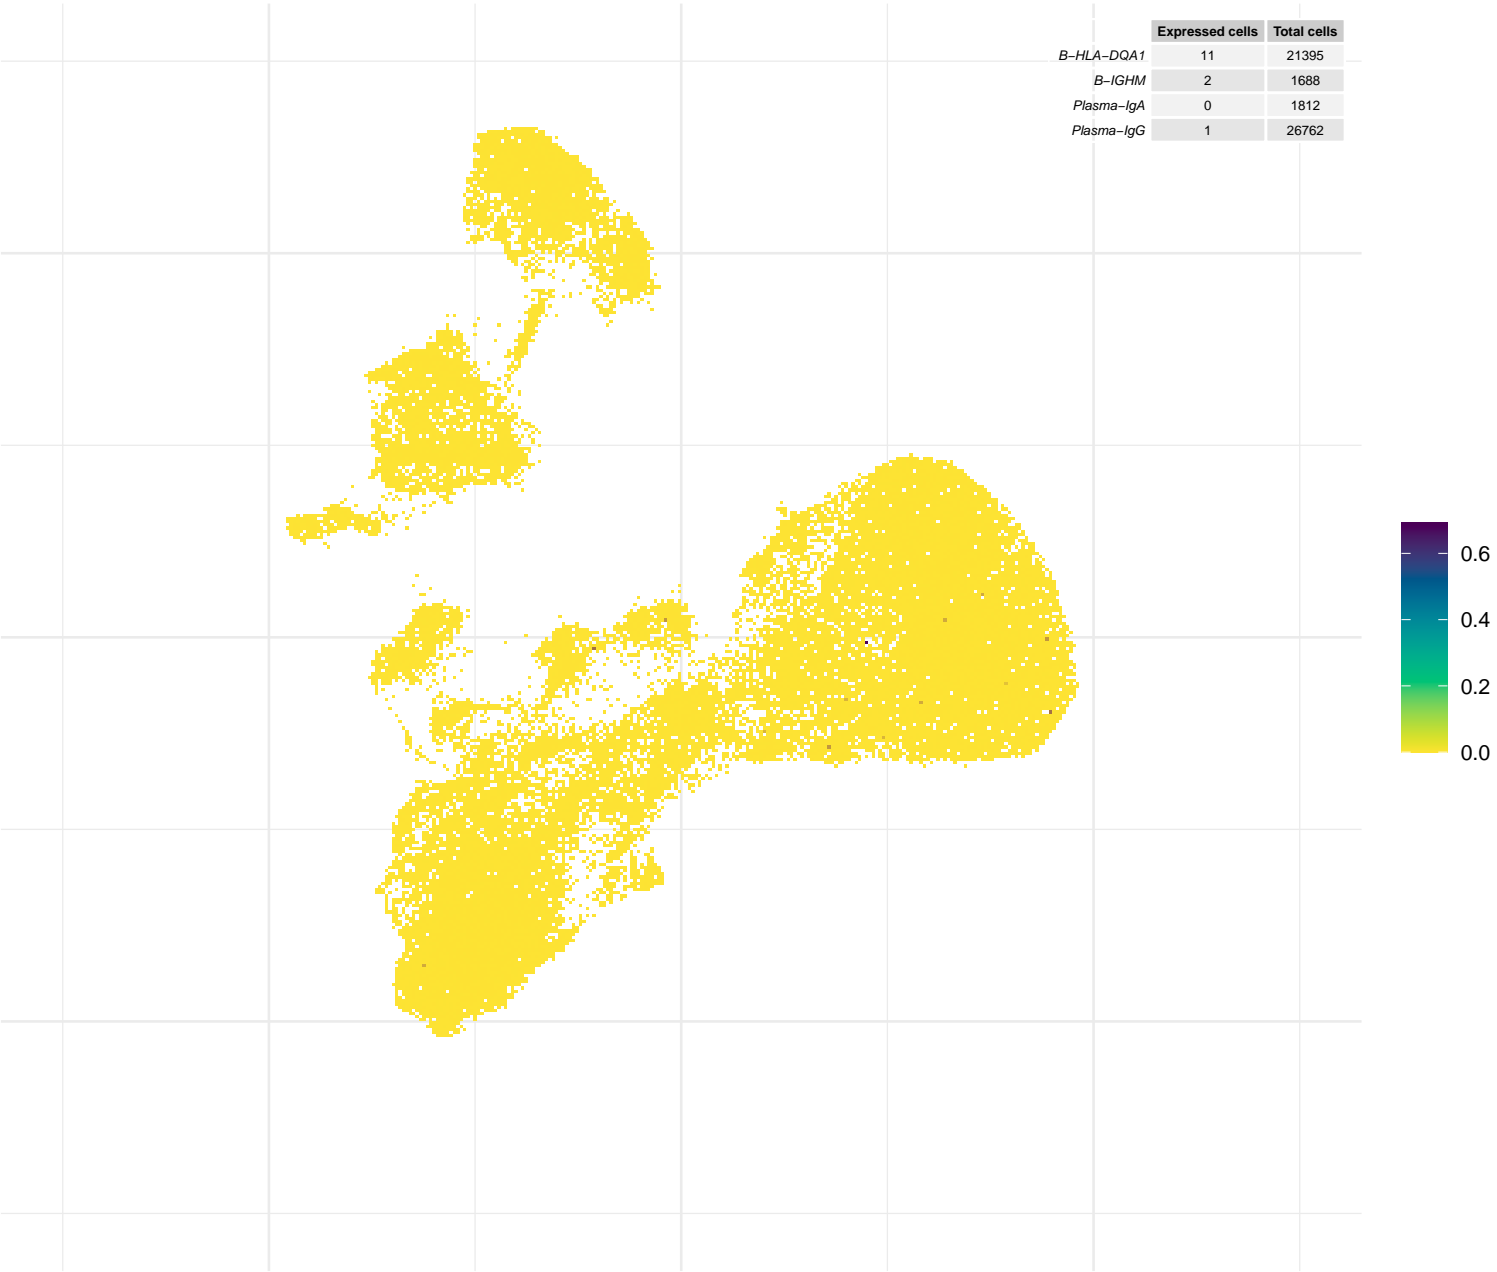 Expressed cells Total cells
B−HLA−DQA1 11 21395
B−IGHM 2 1688
Plasma−IgA 0 1812
Plasma−IgG 1 26762
0.6
0.4
0.2
0.0